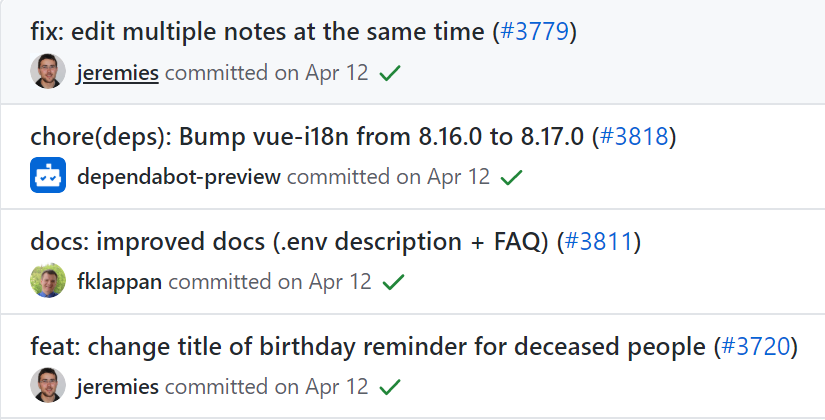 fix: edit multiple notes at the same time (#3779)
jeremies committed on Apr 12
chore(deps): Bump vue-i18n from 8.16.0 to 8.17.0 (#3818)
dependabot-preview committed on Apr 12
docs: improved docs (.env description + FAQ) (#3811)
fklappan committed on Apr 12
feat: change title of birthday reminder for deceased people (#3720)
jeremies committed on Apr 12